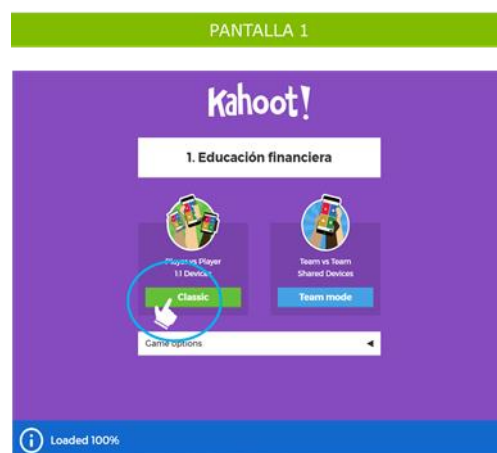 PANTALLA 1
Kahoot!
1. Educación financiera
Player vs Player
1:1 Devices
Classic
Team vs Team
Shared Devices
Team mode
Game options
Loaded 100%